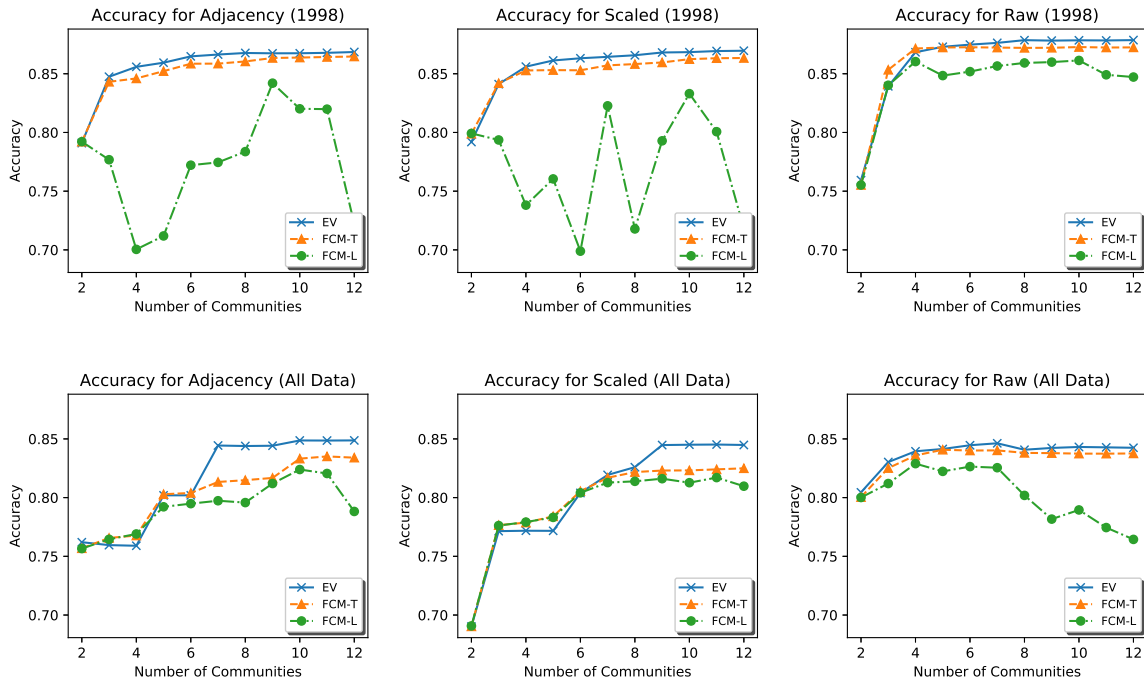 Accuracy for Adjacency (1998)
Accuracy
0.85
0.80
0.75
0.70
EV
FCM-T
FCM-L
2 4 6 8 10 12
Number of Communities
Accuracy for Scaled (1998)
Accuracy
0.85
0.80
0.75
0.70
EV
FCM-T
FCM-L
2 4 6 8 10 12
Number of Communities
Accuracy for Raw (1998)
Accuracy
0.85
0.80
0.75
0.70
EV
FCM-T
FCM-L
2 4 6 8 10 12
Number of Communities
Accuracy for Adjacency (All Data)
Accuracy
0.85
0.80
0.75
0.70
EV
FCM-T
FCM-L
2 4 6 8 10 12
Number of Communities
Accuracy for Scaled (All Data)
Accuracy
0.85
0.80
0.75
0.70
EV
FCM-T
FCM-L
2 4 6 8 10 12
Number of Communities
Accuracy for Raw (All Data)
Accuracy
0.85
0.80
0.75
0.70
EV
FCM-T
FCM-L
2 4 6 8 10 12
Number of Communities